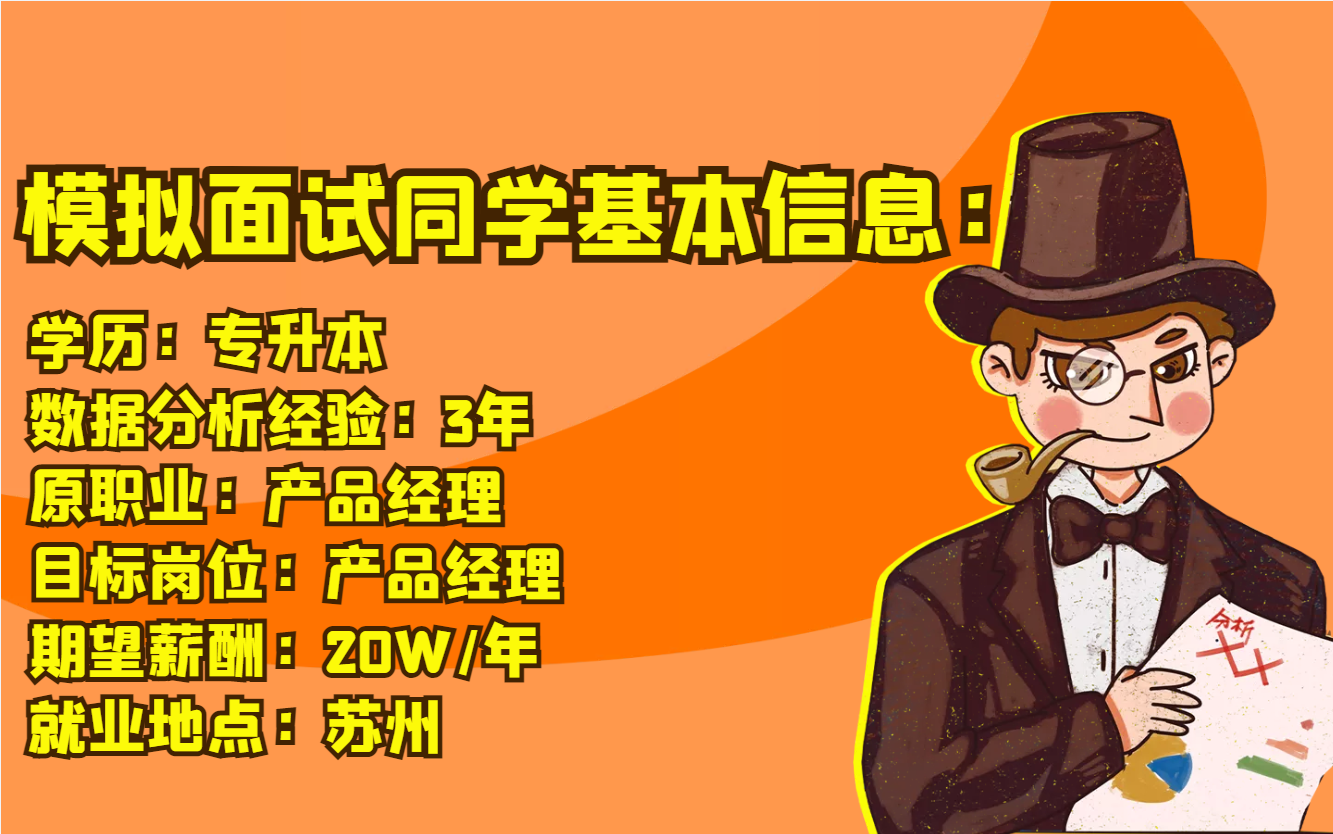 模拟面试同学基本信息：
学历：专升本
数据分析经验：3年
原职业：产品经理
目标岗位：产品经理
期望薪酬：20W/年
就业地点：苏州
分析